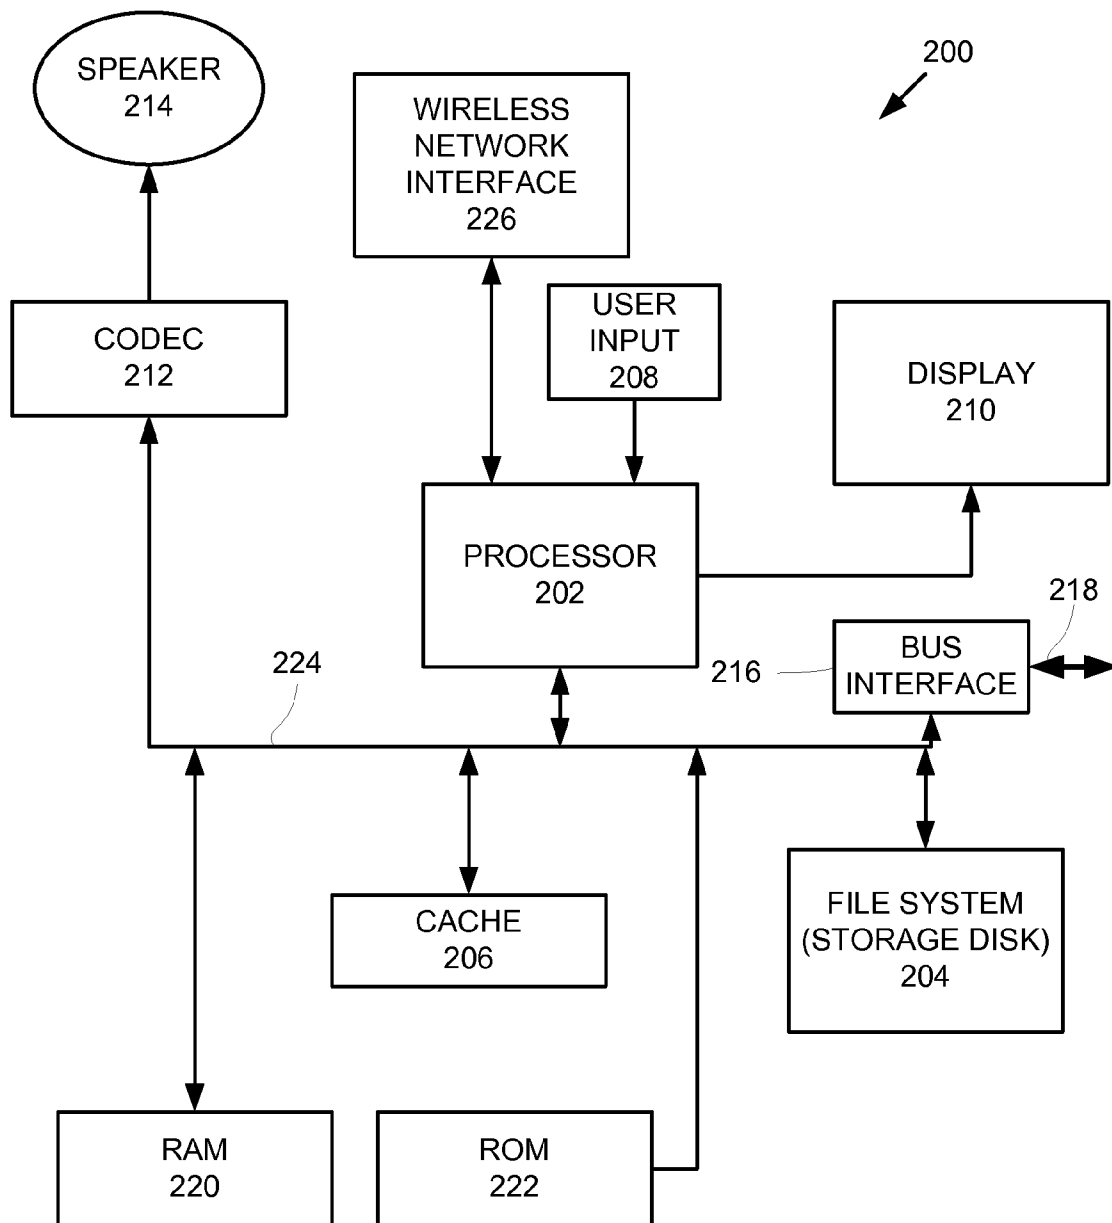 SPEAKER
214
200
WIRELESS
NETWORK
INTERFACE
226
USER
INPUT
208
CODEC
212
DISPLAY
210
PROCESSOR
202
218
BUS
INTERFACE
216
224
CACHE
206
FILE SYSTEM
(STORAGE DISK)
204
RAM
220
ROM
222